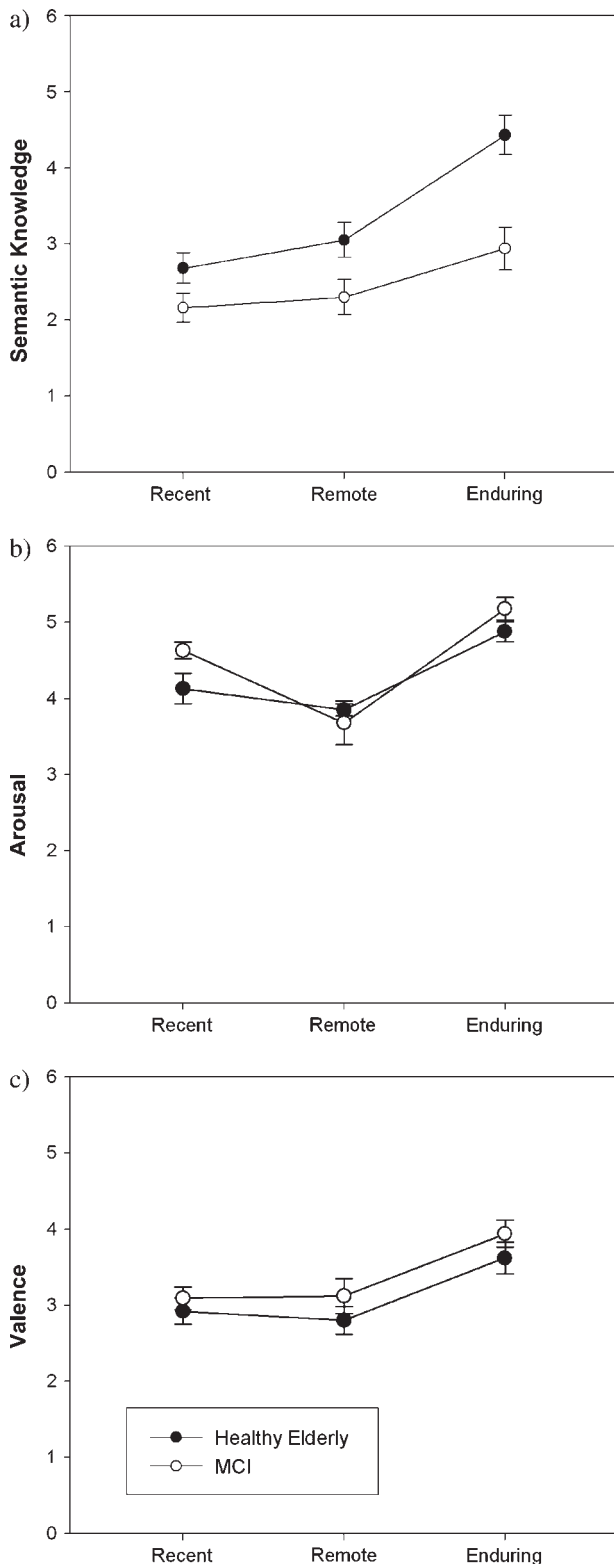 a)
6
5
4
3
2
1
0
Semantic Knowledge
Recent Remote Enduring
b)
6
5
4
3
2
1
0
Arousal
Recent Remote Enduring
c)
6
5
4
3
2
1
0
Valence
Healthy Elderly
MCI
Recent Remote Enduring